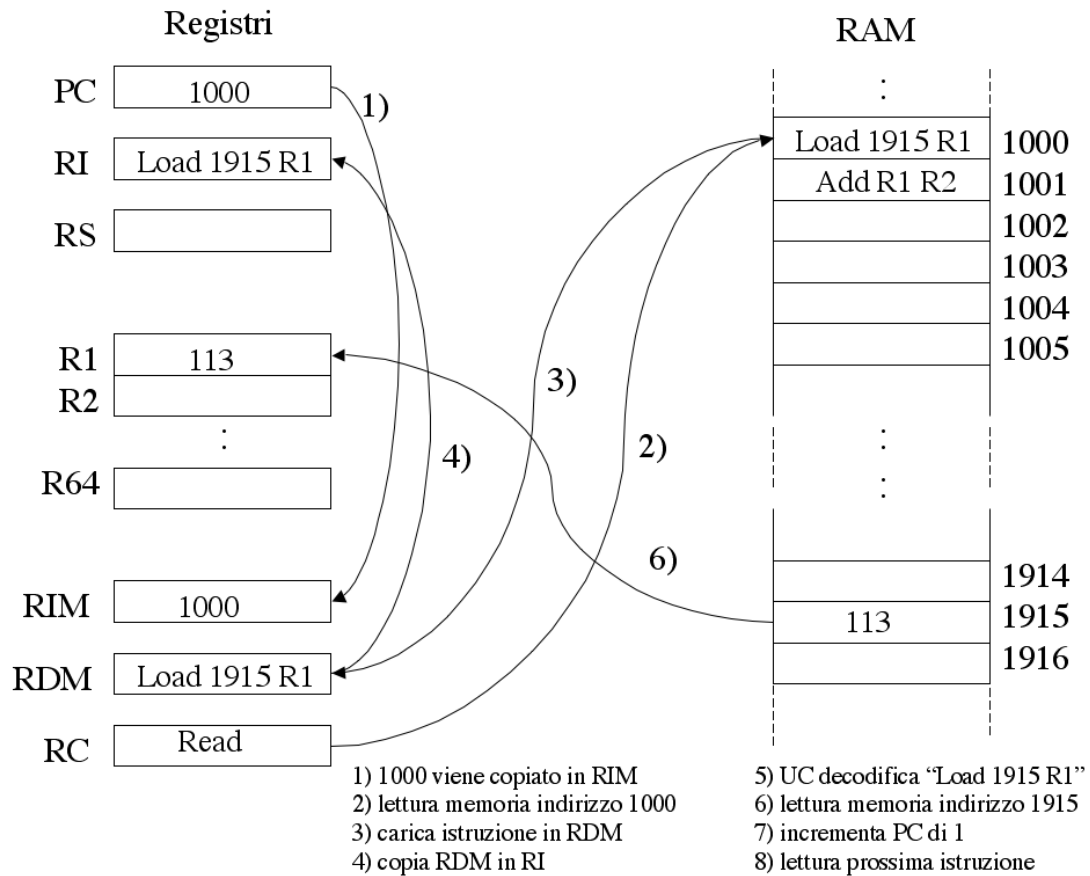 Registri
PC 1000
RI Load 1915 R1
RS
R1 113
R2
:
R64
RIM 1000
RDM Load 1915 R1
RC Read
1)
4)
3)
2)
6)
RAM
:
Load 1915 R1 1000
Add R1 R2 1001
1002
1003
1004
1005
:
:
1914
113 1915
1916
1) 1000 viene copiato in RIM
2) lettura memoria indirizzo 1000
3) carica istruzione in RDM
4) copia RDM in RI
5) UC decodifica “Load 1915 R1”
6) lettura memoria indirizzo 1915
7) incrementa PC di 1
8) lettura prossima istruzione